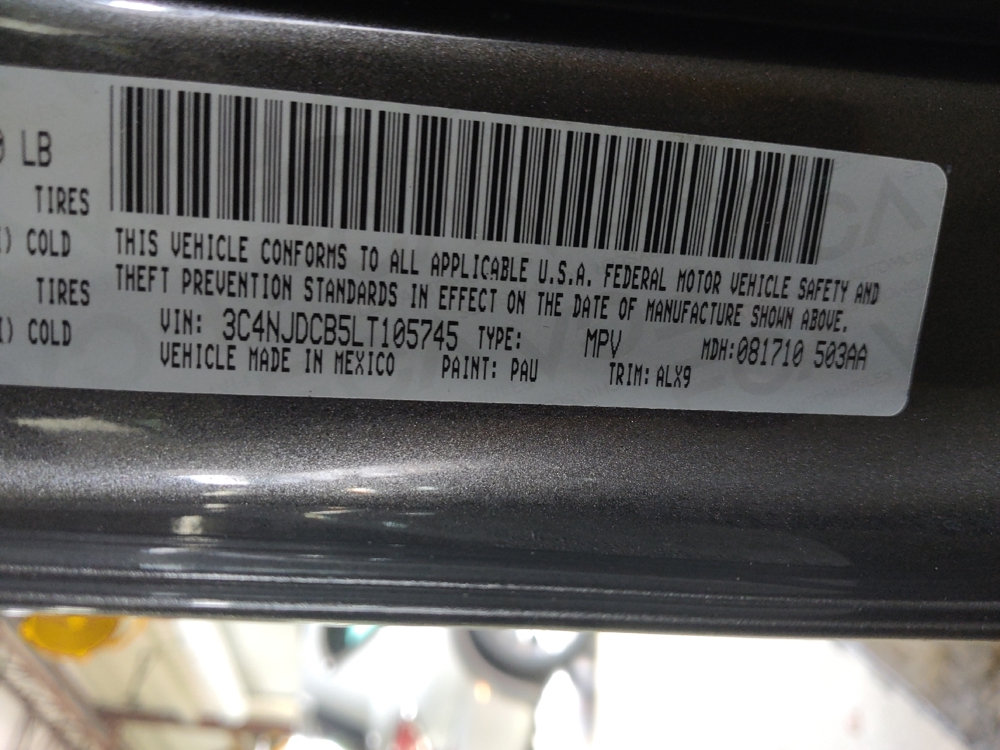 LB
TIRES
COLD
TIRES
COLD
THIS VEHICLE CONFORMS TO ALL APPLICABLE U.S.A. FEDERAL MOTOR VEHICLE SAFETY AND
THEFT PREVENTION STANDARDS IN EFFECT ON THE DATE OF MANUFACTURE SHOWN ABOVE.
VIN: 3C4NJDCB5LT105745 TYPE: MPV MDH:081710 503AA
VEHICLE MADE IN MEXICO PAINT: PAU TRIM: ALX9